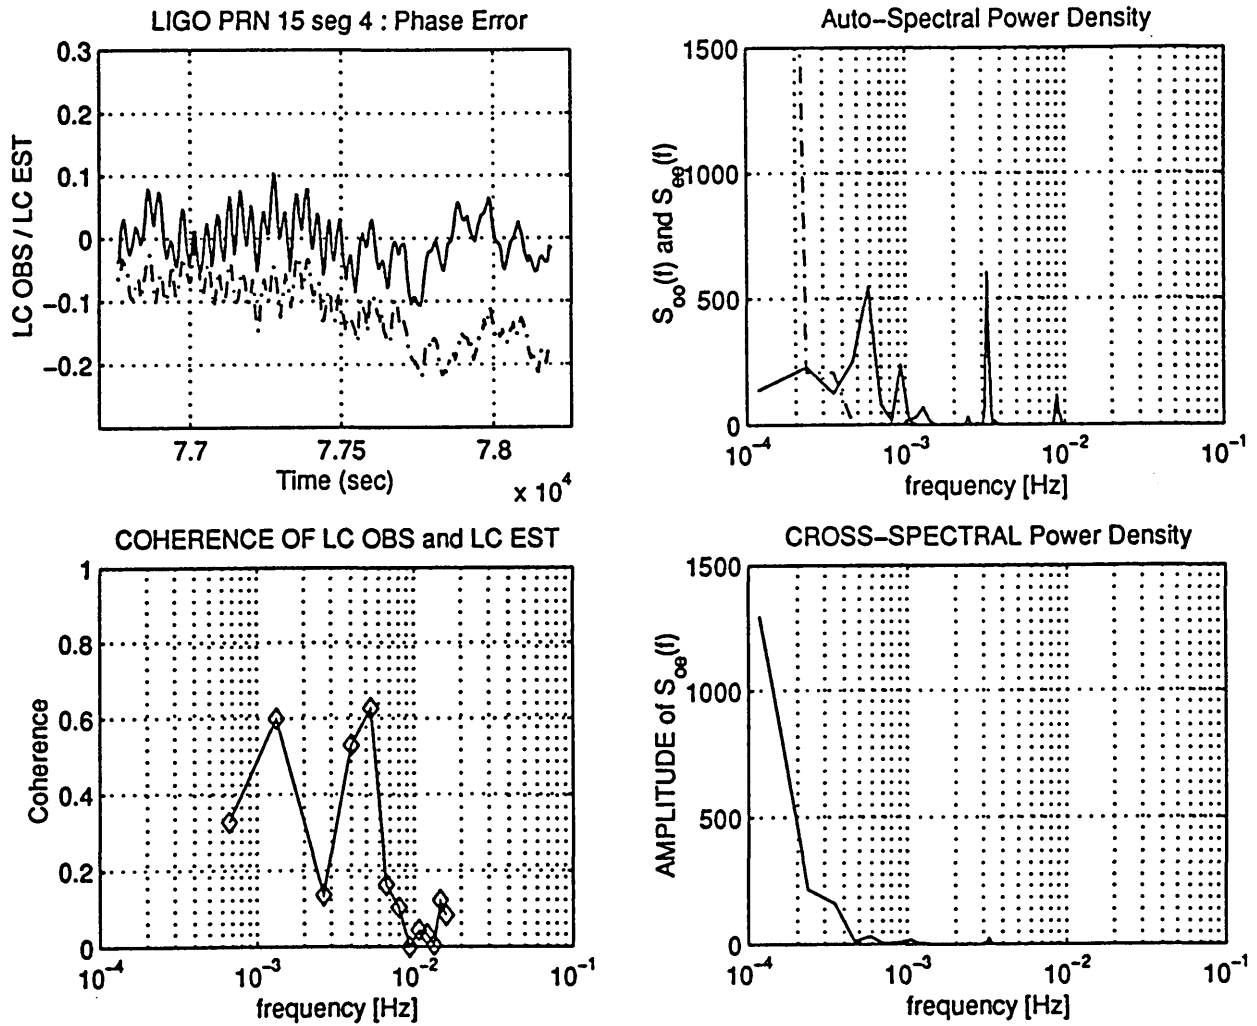 LIGO PRN 15 seg 4 : Phase Error
LC OBS / LC EST
0.3
0.2
0.1
0
−0.1
−0.2
7.7
7.75
7.8
Time (sec)
x 10⁴
Auto−Spectral Power Density
Soo(f) and See(f)
1500
1000
500
0
10⁻⁴
10⁻³
10⁻²
10⁻¹
frequency [Hz]
COHERENCE OF LC OBS and LC EST
Coherence
1
0.8
0.6
0.4
0.2
0
10⁻⁴
10⁻³
10⁻²
10⁻¹
frequency [Hz]
CROSS−SPECTRAL Power Density
AMPLITUDE of Soe(f)
1500
1000
500
0
10⁻⁴
10⁻³
10⁻²
10⁻¹
frequency [Hz]